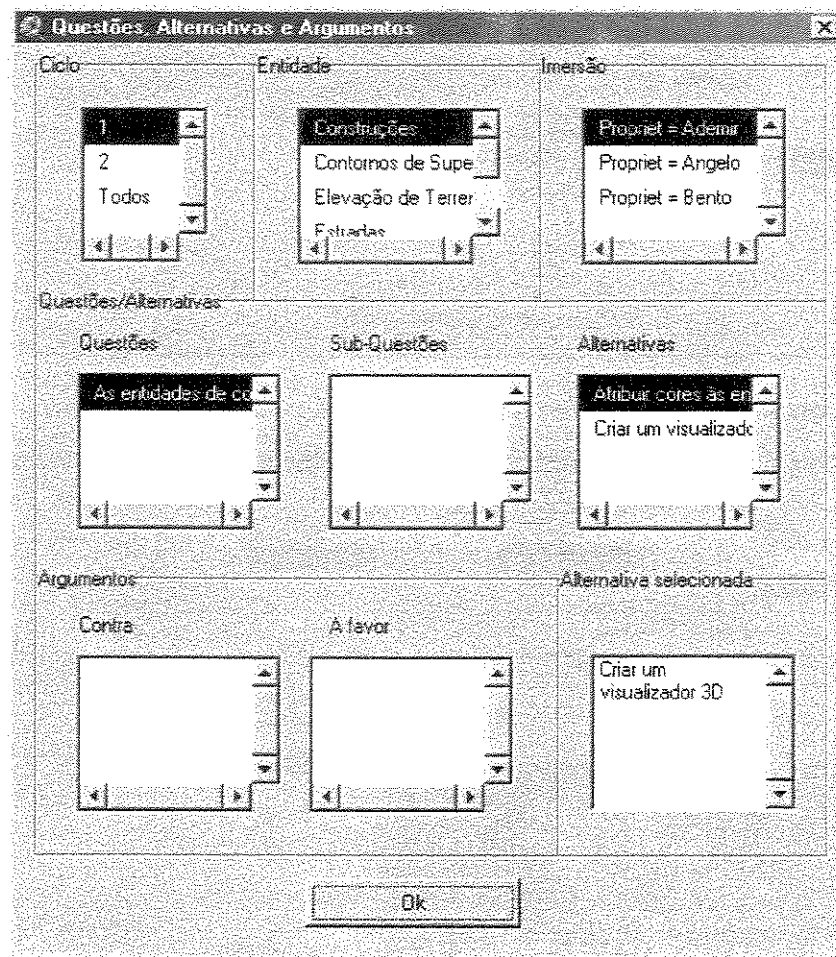 Questões, Alternativas e Argumentos
Ciclo
Entidade
Imersão
1
2
Todos
Construções
Contornos de Supe
Elevação de Terrer
Estradas
Propriet = Ademir
Propriet = Angelo
Propriet = Bento
Questões/Alternativas
Questões
Sub-Questões
Alternativas
As entidades de co
Atribuir cores às en
Criar um visualizadc
Argumentos
Alternativa selecionada
Contra
A favor
Criar um
visualizador 3D
Ok